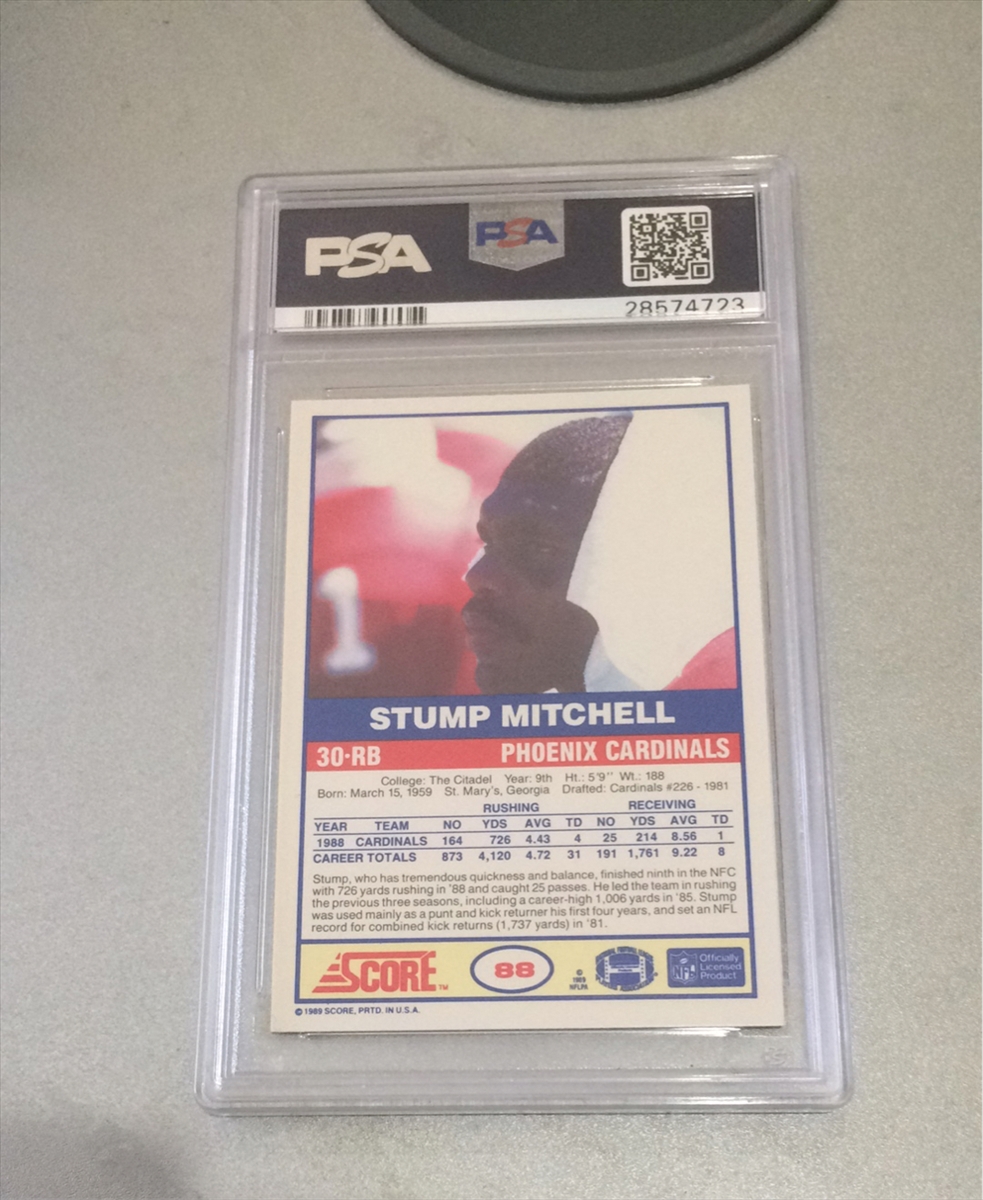 PSA
PSA
28574723
1
STUMP MITCHELL
30·RB PHOENIX CARDINALS
College: The Citadel Year: 9th Ht.: 5'9" Wt.: 188
Born: March 15, 1959 St. Mary's, Georgia Drafted: Cardinals #226 - 1981
RUSHING RECEIVING
YEAR TEAM NO YDS AVG TD NO YDS AVG TD
1988 CARDINALS 164 726 4.43 4 25 214 8.56 1
CAREER TOTALS 873 4,120 4.72 31 191 1,761 9.22 8
Stump, who has tremendous quickness and balance, finished ninth in the NFC
with 726 yards rushing in '88 and caught 25 passes. He led the team in rushing
the previous three seasons, including a career-high 1,006 yards in '85. Stump
was used mainly as a punt and kick returner his first four years, and set an NFL
record for combined kick returns (1,737 yards) in '81.
SCORE™
88
© 1989 NFLPA
NFL
Officially
Licensed
Product
© 1989 SCORE, PRTD. IN U.S.A.